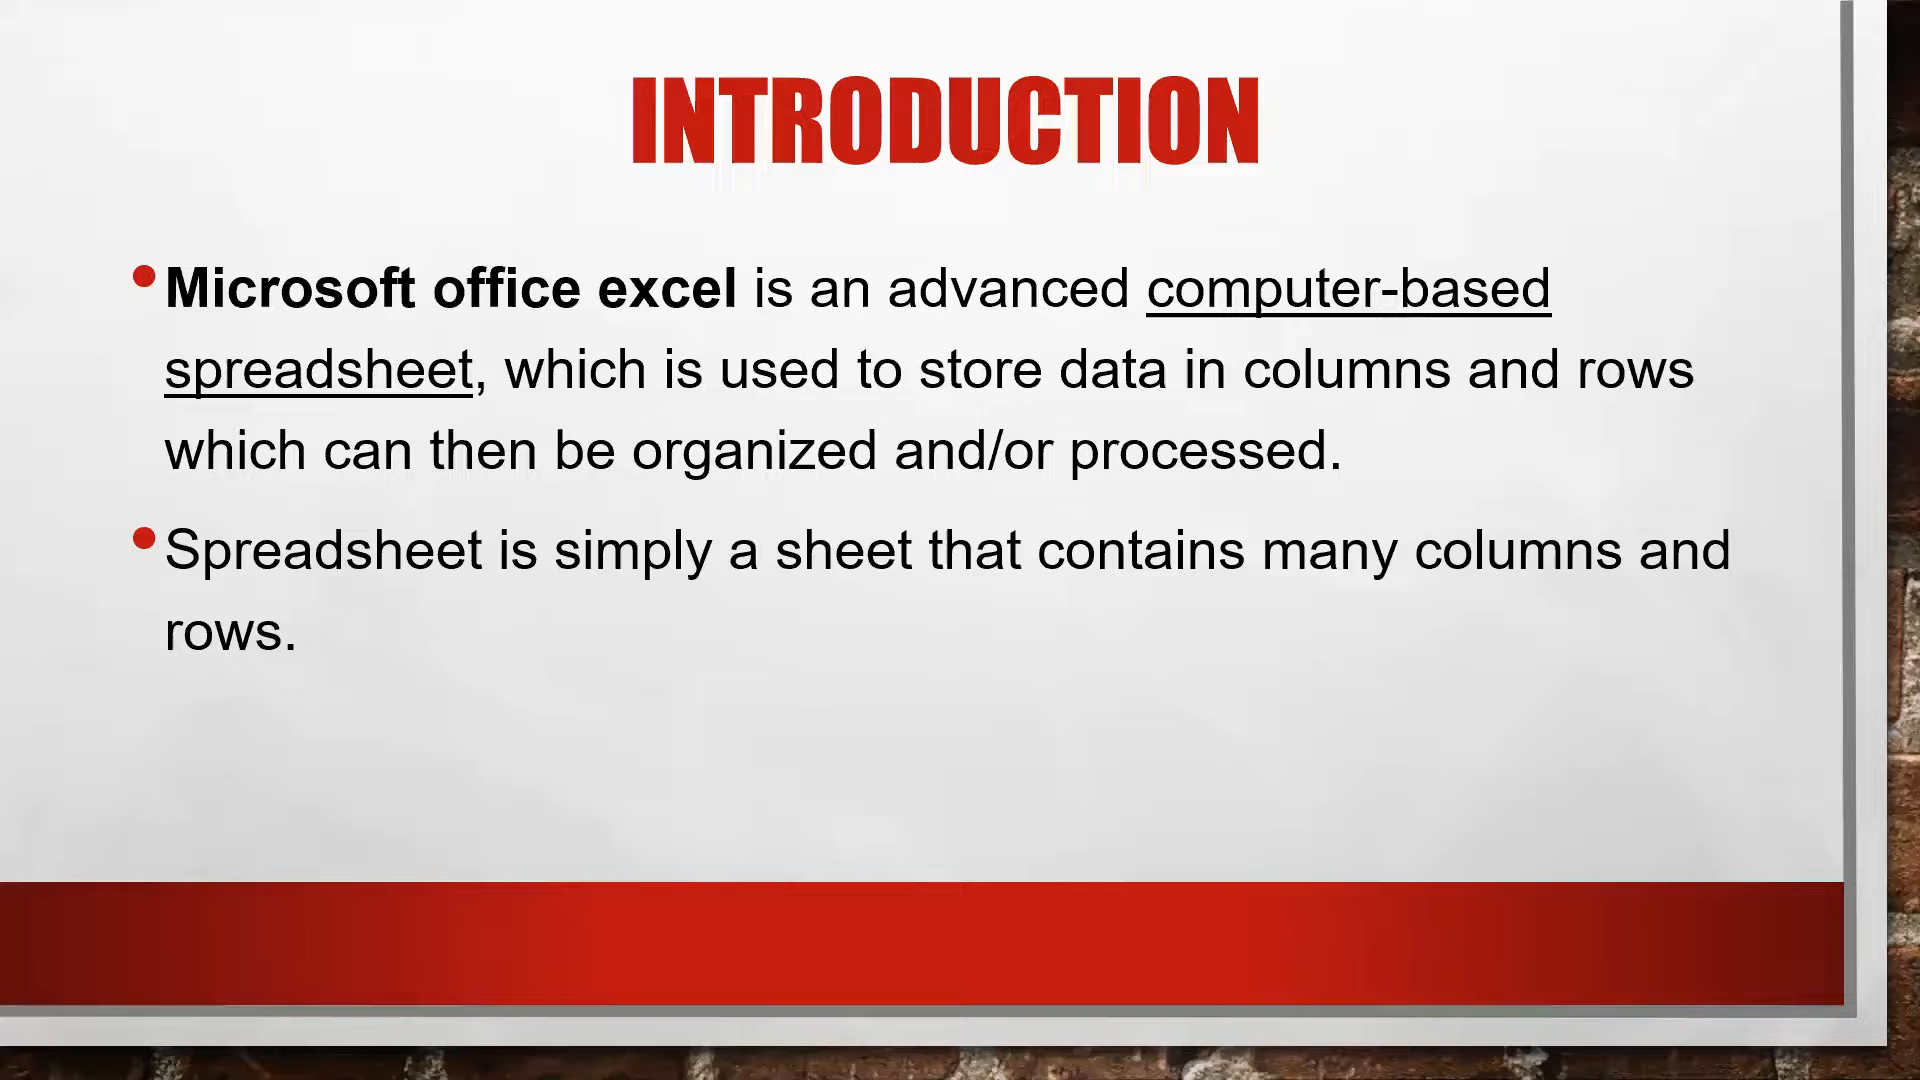 INTRODUCTION
•Microsoft office excel is an advanced computer-based
spreadsheet, which is used to store data in columns and rows
which can then be organized and/or processed.
•Spreadsheet is simply a sheet that contains many columns and
rows.